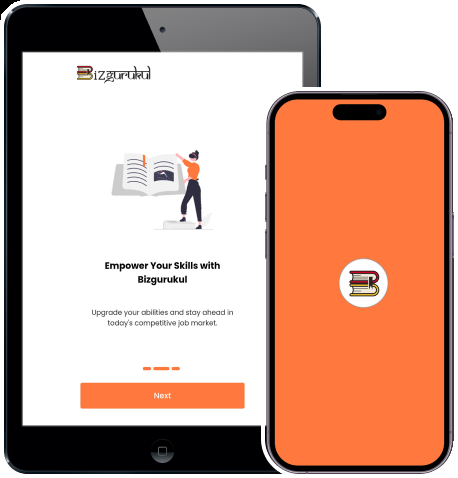 Bizgurukul
Empower Your Skills with
Bizgurukul
Upgrade your abilities and stay ahead in
today's competitive job market.
Next